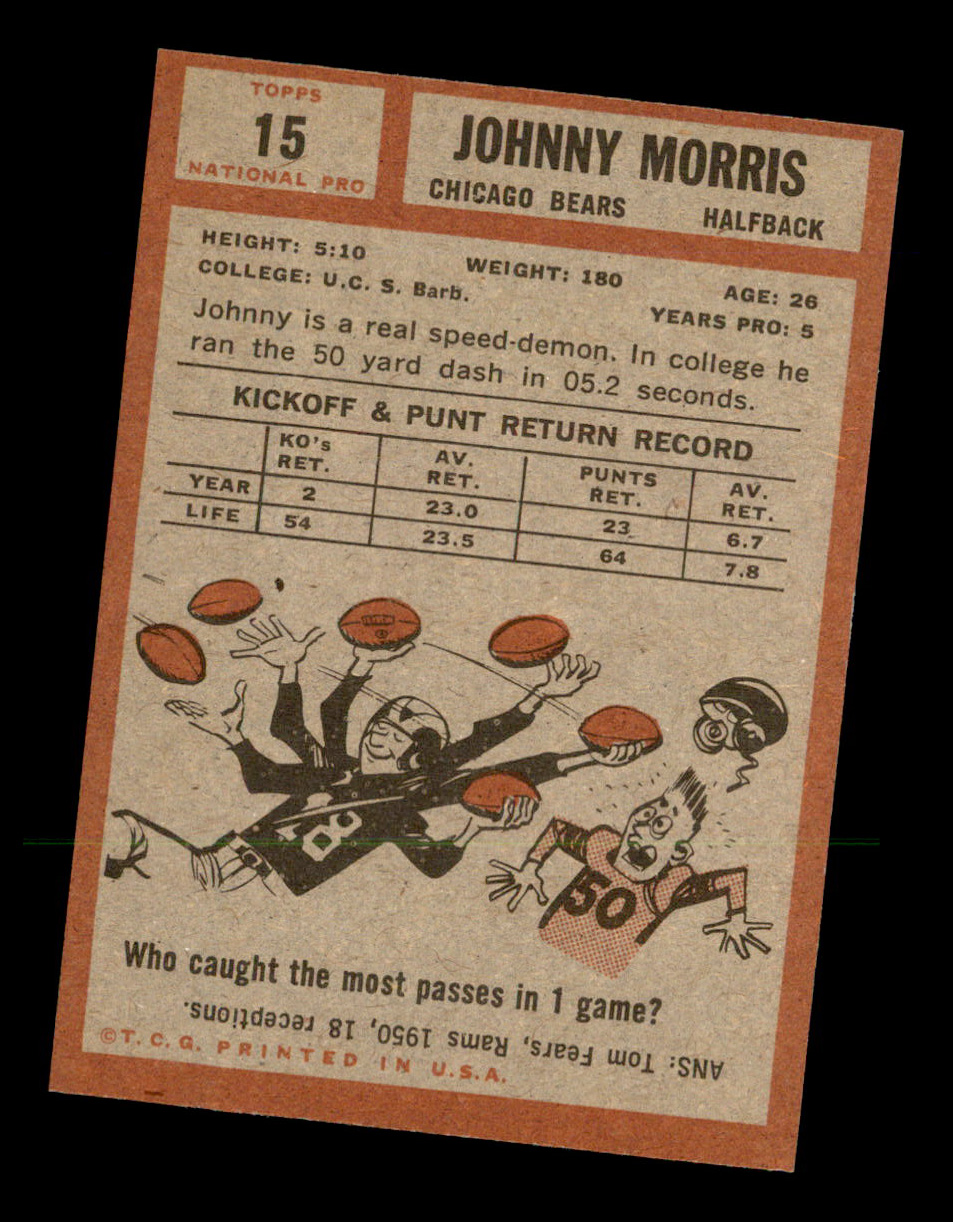 TOPPS
15
NATIONAL PRO
JOHNNY MORRIS
CHICAGO BEARS HALFBACK
HEIGHT: 5:10 WEIGHT: 180 AGE: 26
COLLEGE: U.C. S. Barb. YEARS PRO: 5
Johnny is a real speed-demon. In college he
ran the 50 yard dash in 05.2 seconds.
KICKOFF & PUNT RETURN RECORD
KO's RET. AV. RET. PUNTS RET. AV. RET.
YEAR 2 23.0 23 6.7
LIFE 54 23.5 64 7.8
50
Who caught the most passes in 1 game?
ANS: Tom Fears, Rams 1950, 18 receptions.
©T.C.G. PRINTED IN U.S.A.